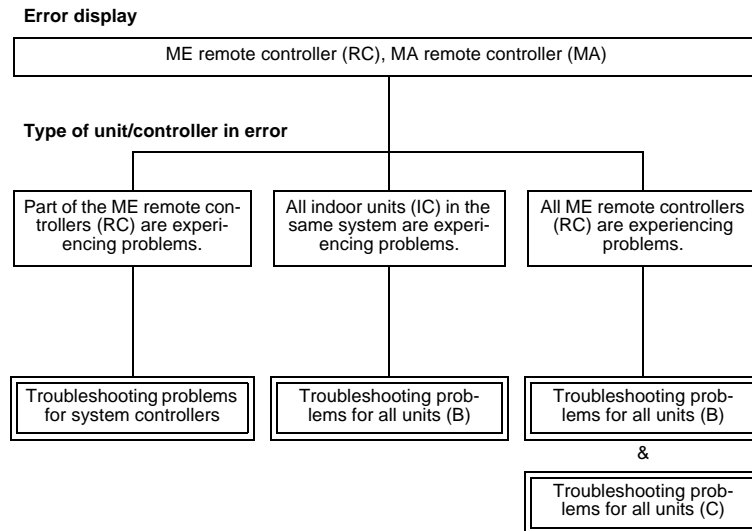 Error display
ME remote controller (RC), MA remote controller (MA)
Type of unit/controller in error
Part of the ME remote con-
trollers (RC) are experi-
encing problems.
All indoor units (IC) in the
same system are experi-
encing problems.
All ME remote controllers
(RC) are experiencing
problems.
Troubleshooting problems
for system controllers
Troubleshooting prob-
lems for all units (B)
Troubleshooting prob-
lems for all units (B)
&
Troubleshooting prob-
lems for all units (C)